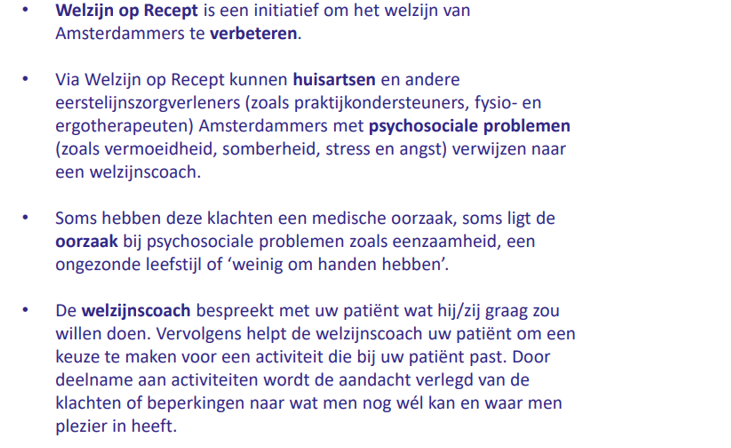 • Welzijn op Recept is een initiatief om het welzijn van
Amsterdammers te verbeteren.
• Via Welzijn op Recept kunnen huisartsen en andere
eerstelijnszorgverleners (zoals praktijkondersteuners, fysio- en
ergotherapeuten) Amsterdammers met psychosociale problemen
(zoals vermoeidheid, somberheid, stress en angst) verwijzen naar
een welzijnscoach.
• Soms hebben deze klachten een medische oorzaak, soms ligt de
oorzaak bij psychosociale problemen zoals eenzaamheid, een
ongezonde leefstijl of ‘weinig om handen hebben’.
• De welzijnscoach bespreekt met uw patiënt wat hij/zij graag zou
willen doen. Vervolgens helpt de welzijnscoach uw patiënt om een
keuze te maken voor een activiteit die bij uw patiënt past. Door
deelname aan activiteiten wordt de aandacht verlegd van de
klachten of beperkingen naar wat men nog wél kan en waar men
plezier in heeft.